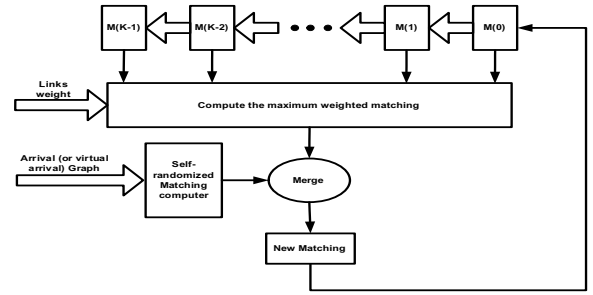 M(K-1) M(K-2) M(1) M(0)
Links
weight
Compute the maximum weighted matching
Arrival (or virtual
arrival) Graph
Self-
randomized
Matching
computer
Merge
New Matching